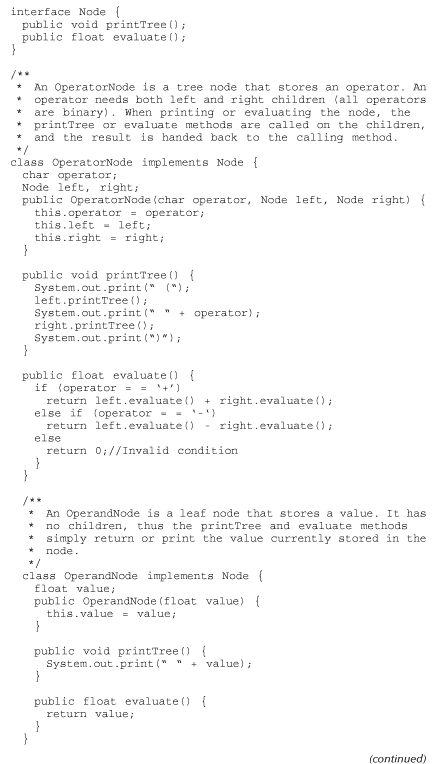 interface Node {
public void printTree();
public float evaluate();
}
/**
* An OperatorNode is a tree node that stores an operator. An
* operator needs both left and right children (all operators
* are binary). When printing or evaluating the node, the
* printTree or evaluate methods are called on the children,
* and the result is handed back to the calling method.
*/
class OperatorNode implements Node {
char operator;
Node left, right;
public OperatorNode(char operator, Node left, Node right) {
this.operator = operator;
this.left = left;
this.right = right;
}
public void printTree() {
System.out.print(“ (“);
left.printTree();
System.out.print(“ “ + operator);
right.printTree();
System.out.print(“)”);
}
public float evaluate() {
if (operator = = ‘+’)
return left.evaluate() + right.evaluate();
else if (operator = = ‘-‘)
return left.evaluate() - right.evaluate();
else
return 0;//Invalid condition
}
}
/**
* An OperandNode is a leaf node that stores a value. It has
* no children, thus the printTree and evaluate methods
* simply return or print the value currently stored in the
* node.
*/
class OperandNode implements Node {
float value;
public OperandNode(float value) {
this.value = value;
}
public void printTree() {
System.out.print(“ “ + value);
}
public float evaluate() {
return value;
}
}
(continued)